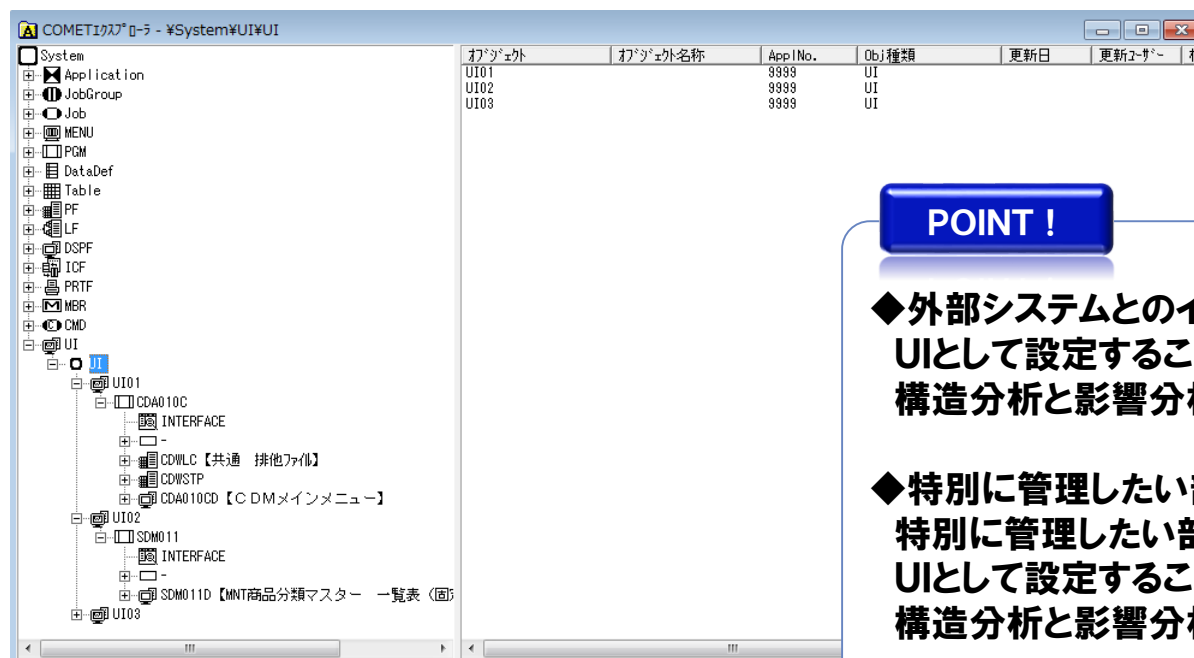 COMETｴｸｽﾌﾟﾛｰﾗ - ¥System¥UI¥UI
System
Application
JobGroup
Job
MENU
PGM
DataDef
Table
PF
LF
DSPF
ICF
PRTF
MBR
CMD
UI
UI
UI01
CDA010C
INTERFACE
-
CDWLC【共通　排他ﾌｧｲﾙ】
CDWSTP
CDA010CD【ＣＤＭメインメニュー】
UI02
SDM011
INTERFACE
-
SDM011D【MNT商品分類マスター　一覧表（固
UI03
ｵﾌﾞｼﾞｪｸﾄ ｵﾌﾞｼﾞｪｸﾄ名称 ApplNo. Obj種類 更新日 更新ﾕｰｻﾞｰ
UI01 9999 UI
UI02 9999 UI
UI03 9999 UI
POINT！
◆外部システムとのイ
UIとして設定するこ
構造分析と影響分
◆特別に管理したい
特別に管理したい部
UIとして設定するこ
構造分析と影響分